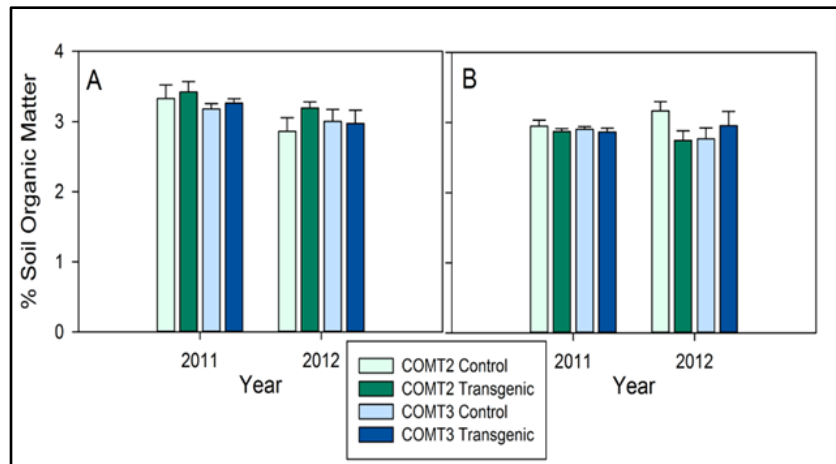 4
3
2
1
0
% Soil Organic Matter
A
B
2011
2012
2011
2012
Year
Year
COMT2 Control
COMT2 Transgenic
COMT3 Control
COMT3 Transgenic